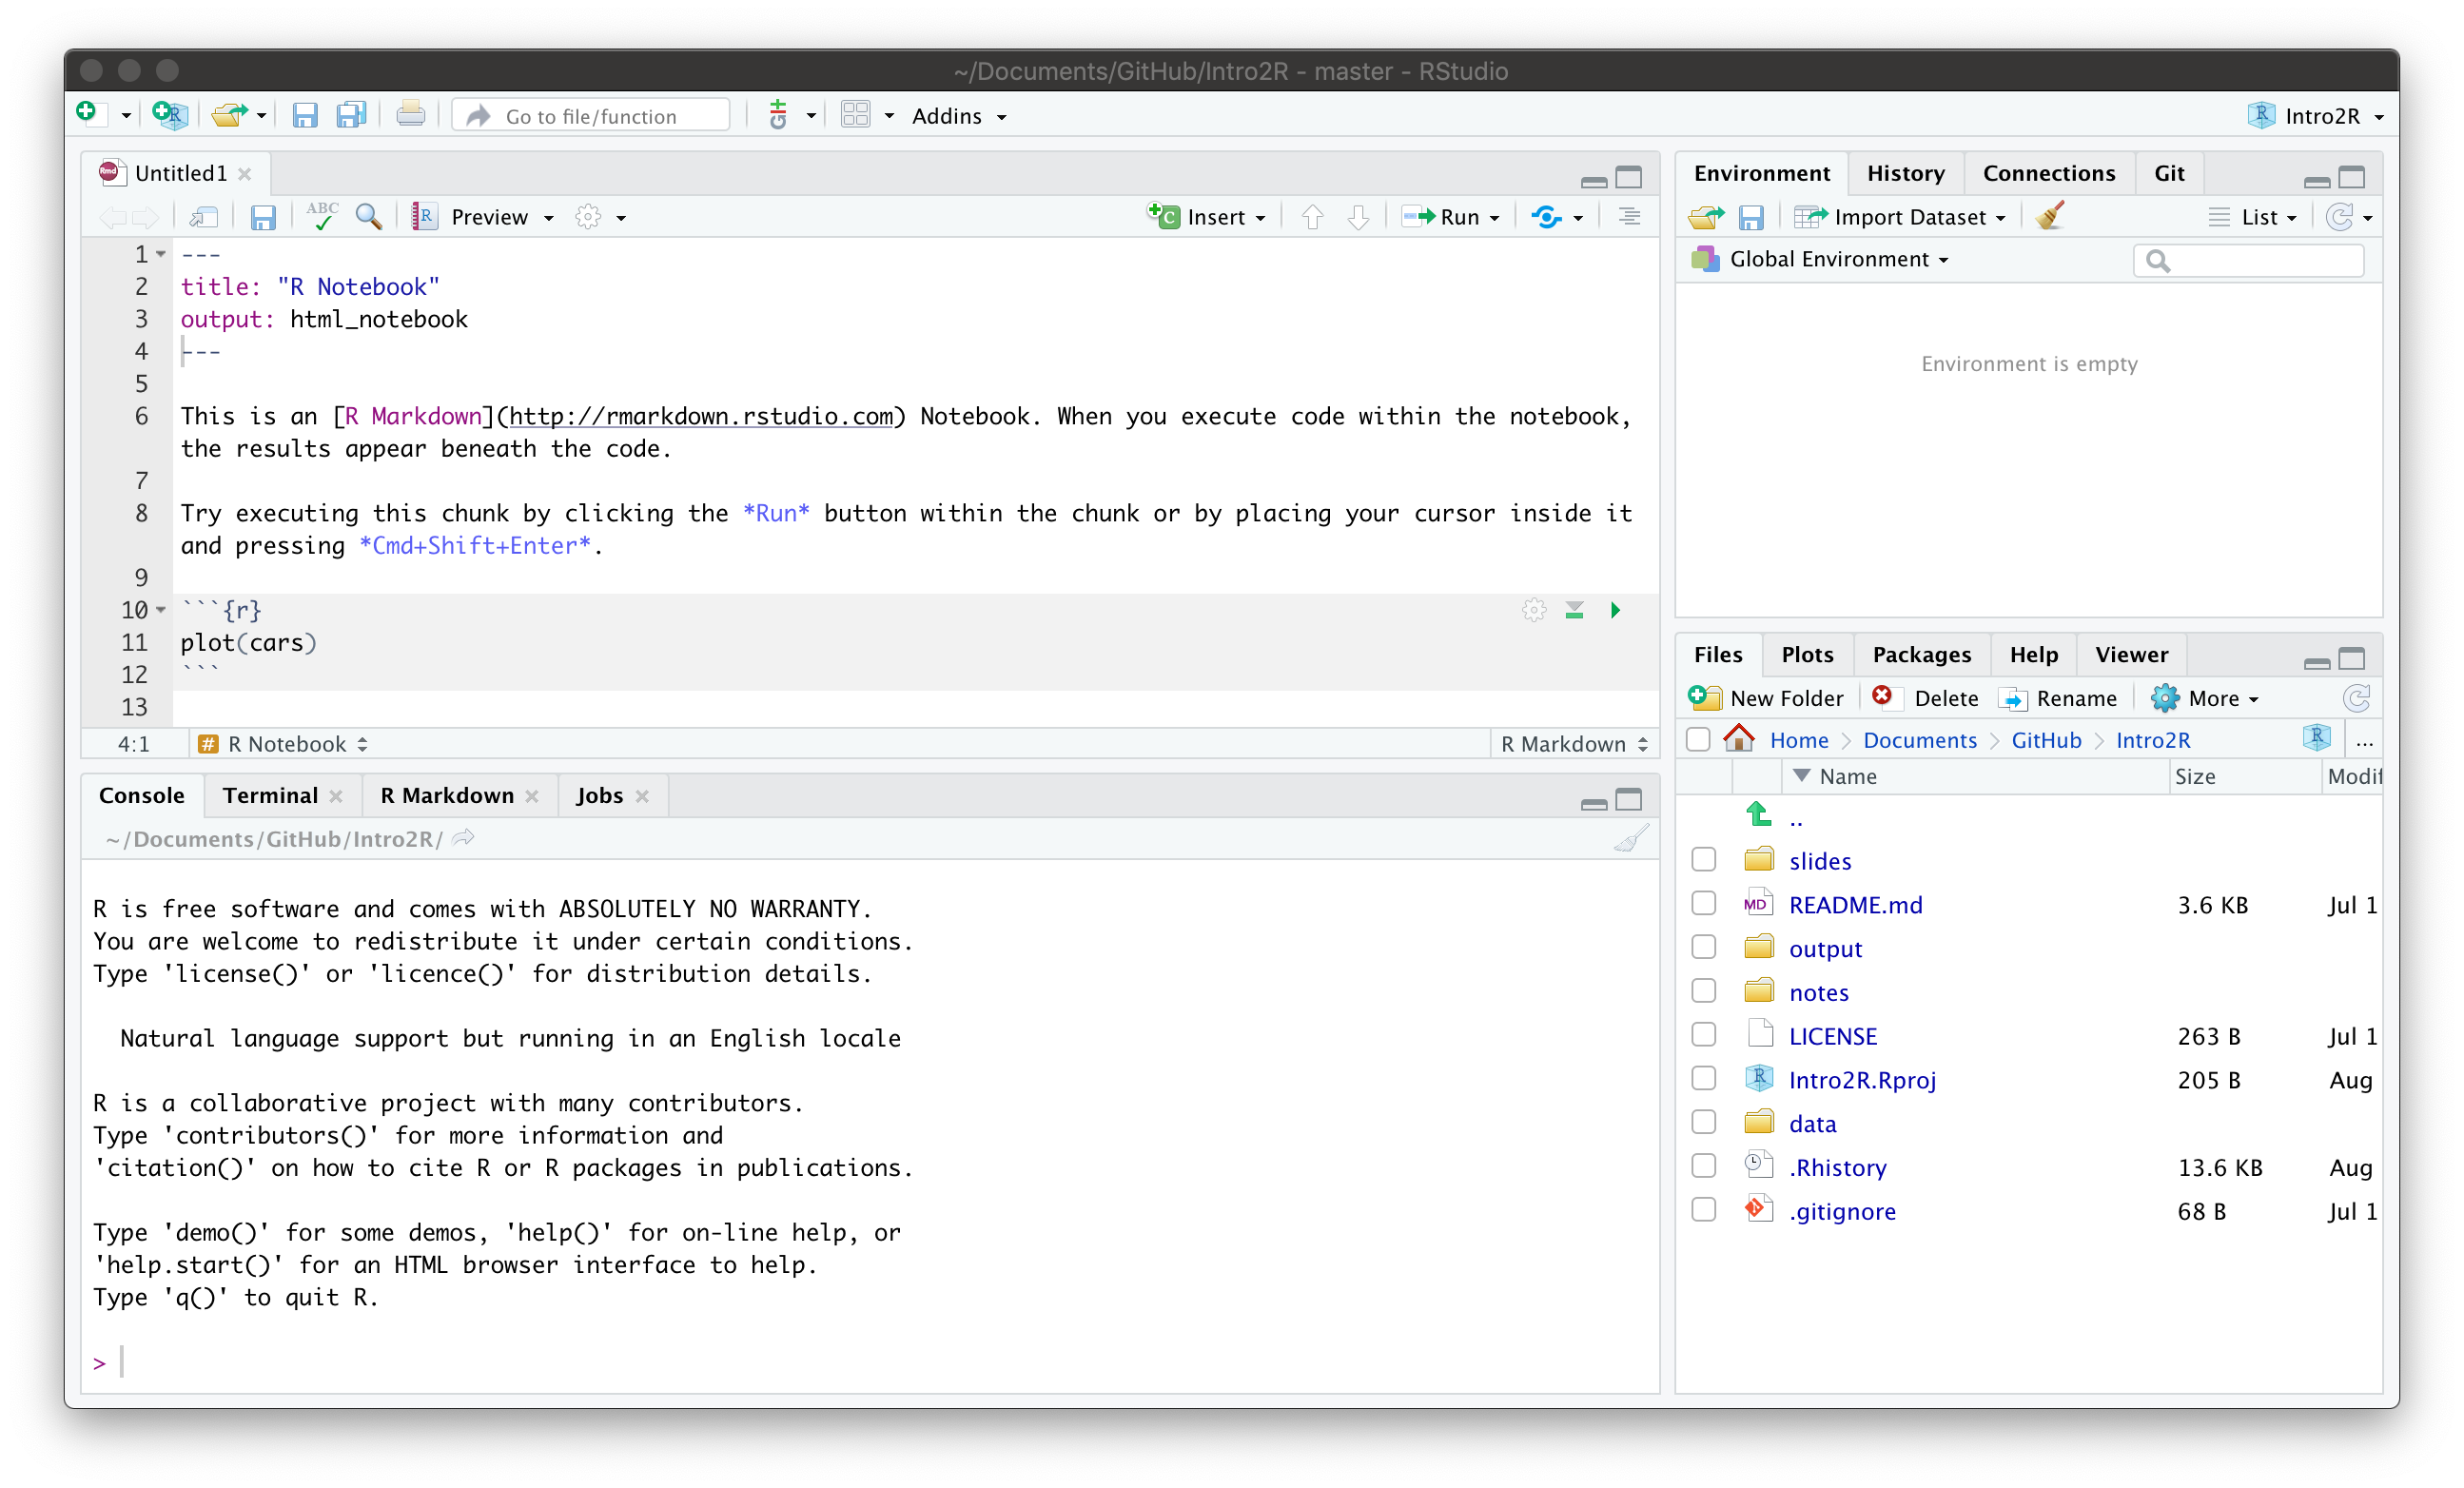 ~/Documents/GitHub/Intro2R - master - RStudio
Go to file/function
Addins
Intro2R
Untitled1
ABC
Preview
Insert
Run
1 ---
2 title: "R Notebook"
3 output: html_notebook
4 ---
5
6 This is an [R Markdown](http://rmarkdown.rstudio.com) Notebook. When you execute code within the notebook,
the results appear beneath the code.
7
8 Try executing this chunk by clicking the *Run* button within the chunk or by placing your cursor inside it
and pressing *Cmd+Shift+Enter*.
9
10 ```{r}
11 plot(cars)
12 ```
13
4:1 # R Notebook R Markdown
Console Terminal R Markdown Jobs
~/Documents/GitHub/Intro2R/
R is free software and comes with ABSOLUTELY NO WARRANTY.
You are welcome to redistribute it under certain conditions.
Type 'license()' or 'licence()' for distribution details.
Natural language support but running in an English locale
R is a collaborative project with many contributors.
Type 'contributors()' for more information and
'citation()' on how to cite R or R packages in publications.
Type 'demo()' for some demos, 'help()' for on-line help, or
'help.start()' for an HTML browser interface to help.
Type 'q()' to quit R.
>
Environment History Connections Git
Import Dataset List
Global Environment
Environment is empty
Files Plots Packages Help Viewer
New Folder Delete Rename More
Home Documents GitHub Intro2R ...
Name Size Modif
..
slides
README.md 3.6 KB Jul 1
output
notes
LICENSE 263 B Jul 1
Intro2R.Rproj 205 B Aug
data
.Rhistory 13.6 KB Aug
.gitignore 68 B Jul 1